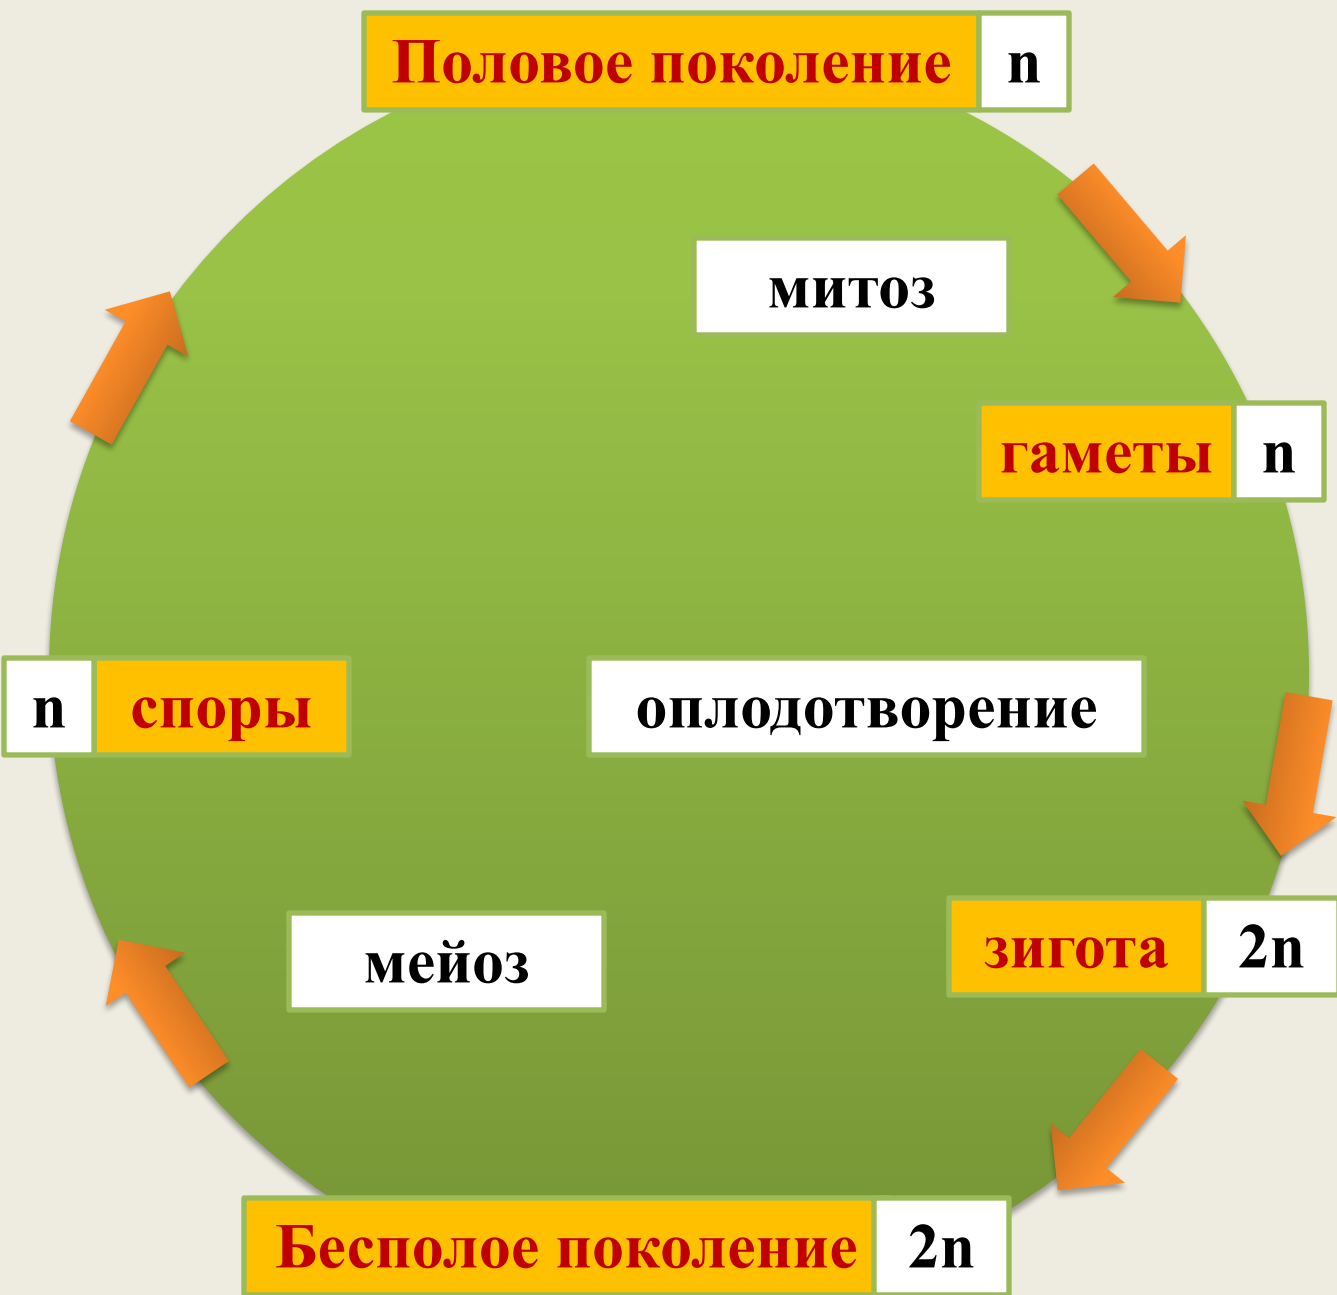 Половое поколение n
митоз
гаметы n
n споры
оплодотворение
мейоз
зигота 2n
Бесполое поколение 2n